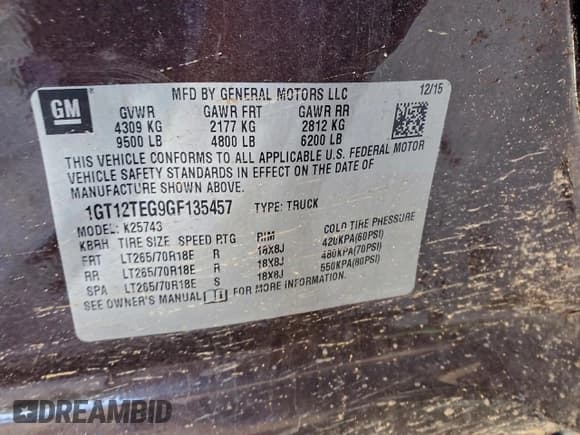 GM
MFD BY GENERAL MOTORS LLC 12/15
GVWR GAWR FRT GAWR RR
4309 KG 2177 KG 2812 KG
9500 LB 4800 LB 6200 LB
THIS VEHICLE CONFORMS TO ALL APPLICABLE U.S. FEDERAL MOTOR
VEHICLE SAFETY STANDARDS IN EFFECT ON THE DATE OF
MANUFACTURE SHOWN ABOVE.
1GT12TEG9GF135457 TYPE: TRUCK
MODEL: K25743
KBRH TIRE SIZE SPEED RTG RIM COLD TIRE PRESSURE
FRT LT265/70R18E R 18X8J 420KPA(60PSI)
RR LT265/70R18E R 18X8J 480KPA(70PSI)
SPA LT265/70R18E S 18X8J 550KPA(80PSI)
SEE OWNER'S MANUAL FOR MORE INFORMATION.
DREAMBID